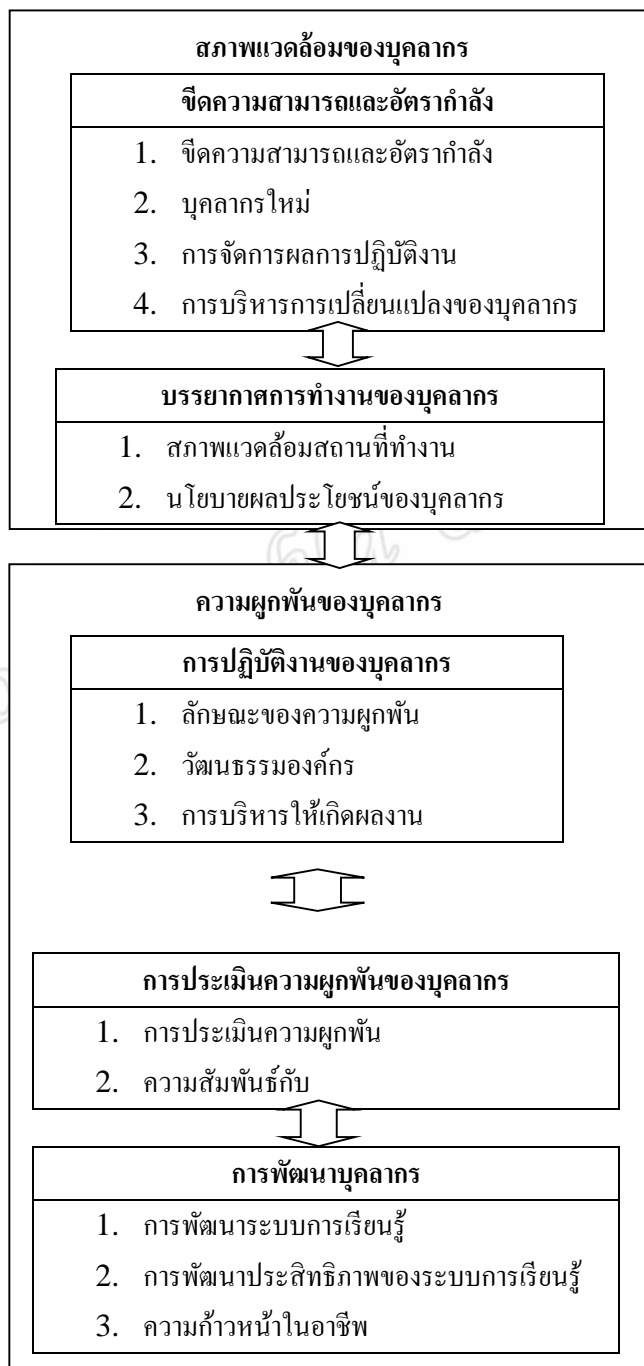 สภาพแวดล้อมของบุคลากร
ขีดความสามารถและอัตรากำลัง
1. ขีดความสามารถและอัตรากำลัง
2. บุคลากรใหม่
3. การจัดการผลการปฏิบัติงาน
4. การบริหารการเปลี่ยนแปลงของบุคลากร
บรรยากาศการทำงานของบุคลากร
1. สภาพแวดล้อมสถานที่ทำงาน
2. นโยบายผลประโยชน์ของบุคลากร
ความผูกพันของบุคลากร
การปฏิบัติงานของบุคลากร
1. ลักษณะของความผูกพัน
2. วัฒนธรรมองค์กร
3. การบริหารให้เกิดผลงาน
การประเมินความผูกพันของบุคลากร
1. การประเมินความผูกพัน
2. ความสัมพันธ์กับ
การพัฒนาบุคลากร
1. การพัฒนาระบบการเรียนรู้
2. การพัฒนาประสิทธิภาพของระบบการเรียนรู้
3. ความก้าวหน้าในอาชีพ